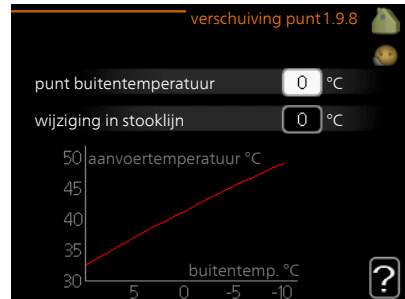 verschuiving punt 1.9.8
punt buitentemperatuur 0 °C
wijziging in stooklijn 0 °C
50 aanvoertemperatuur °C
45
40
35
30 buitentemp. °C
5 0 -5 -10
?